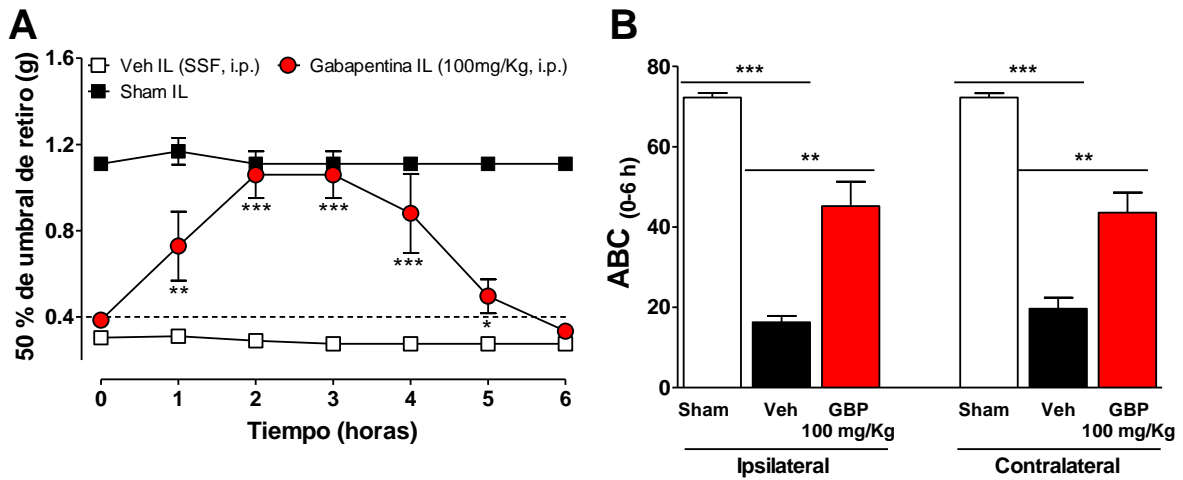 A
50 % de umbral de retiro (g)
1.6
1.2
0.8
0.4
Veh IL (SSF, i.p.) Gabapentina IL (100mg/Kg, i.p.)
Sham IL
*** *** *** ** *
0 1 2 3 4 5 6
Tiempo (horas)
B
ABC (0-6 h)
80
60
40
20
0
*** ***
** **
Sham Veh GBP Sham Veh GBP
100 mg/Kg 100 mg/Kg
Ipsilateral Contralateral